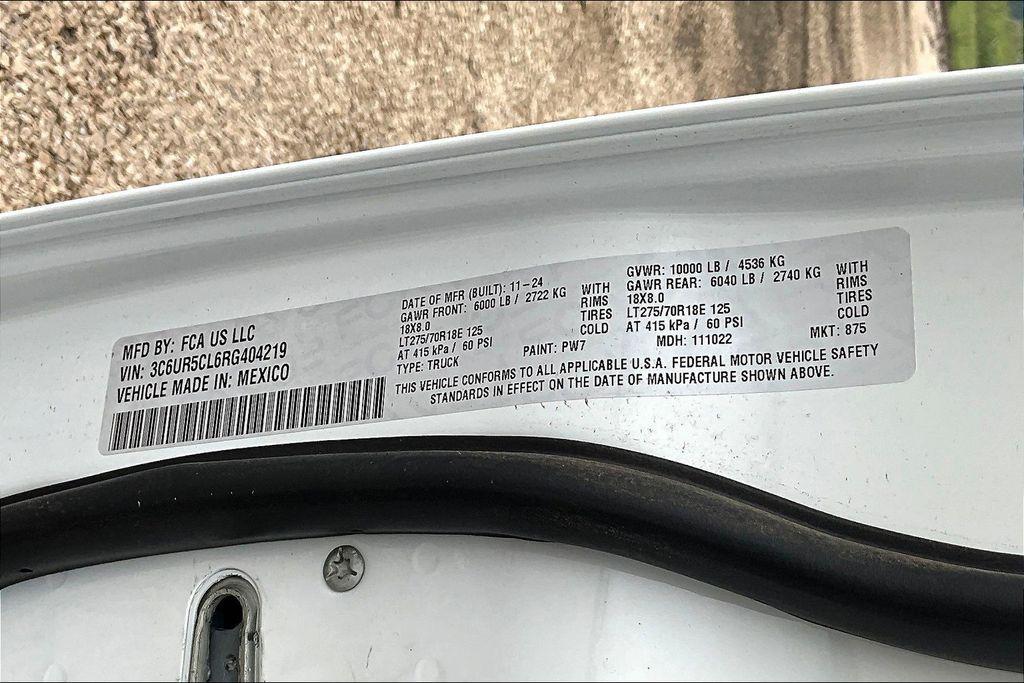 MFD BY: FCA US LLC
VIN: 3C6UR5CL6RG404219
VEHICLE MADE IN: MEXICO
DATE OF MFR (BUILT): 11-24
GAWR FRONT: 6000 LB / 2722 KG WITH
18X8.0 RIMS
LT275/70R18E 125 TIRES
AT 415 kPa / 60 PSI COLD
TYPE: TRUCK PAINT: PW7
GVWR: 10000 LB / 4536 KG
GAWR REAR: 6040 LB / 2740 KG WITH
18X8.0 RIMS
LT275/70R18E 125 TIRES
AT 415 kPa / 60 PSI COLD
MDH: 111022 MKT: 875
THIS VEHICLE CONFORMS TO ALL APPLICABLE U.S.A. FEDERAL MOTOR VEHICLE SAFETY
STANDARDS IN EFFECT ON THE DATE OF MANUFACTURE SHOWN ABOVE.